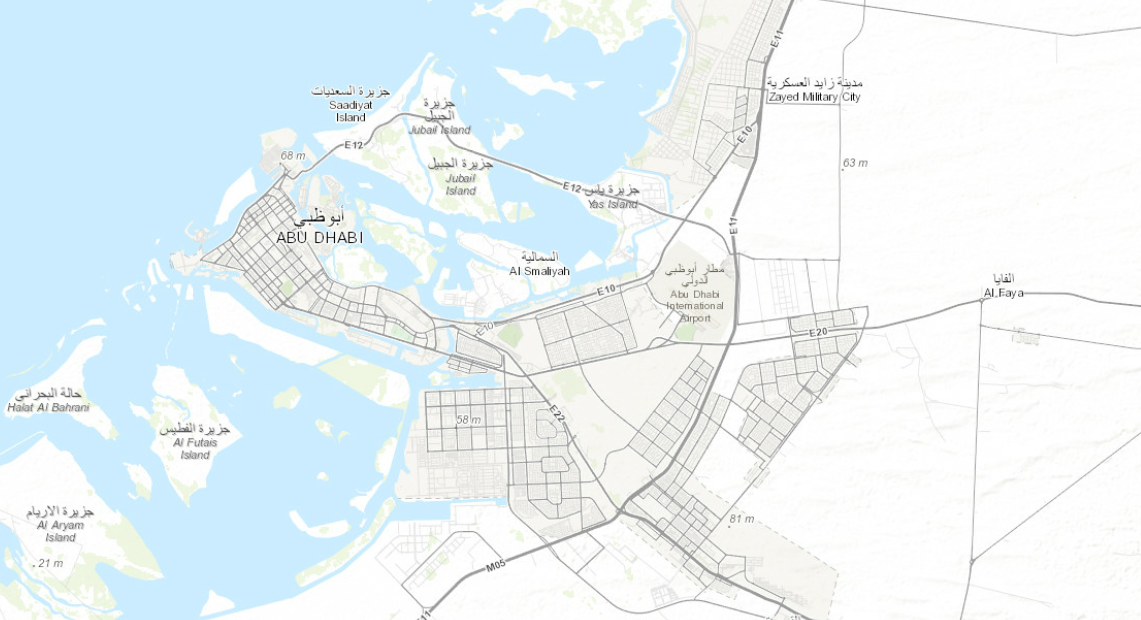 E11
مدينة زايد العسكرية
Zayed Military City
جزيرة السعديات
Saadiyat
Island
جزيرة
الجبيل
Jubail Island
E10
E12
68 m
جزيرة الجبيل
Jubail
Island
63 m
E12
جزيرة ياس
Yas Island
أبو ظبي
ABU DHABI
E11
السمالية
Al Smaliyah
مطار أبوظبي
الدولي
Abu Dhabi
International
Airport
الفايا
Al Faya
E10
E10
E20
حالة البحراني
Halat Al Bahrani
58 m
E22
جزيرة الفطيس
Al Futais
Island
جزيرة الاريام
Al Aryam
Island
81 m
21 m
M05
11